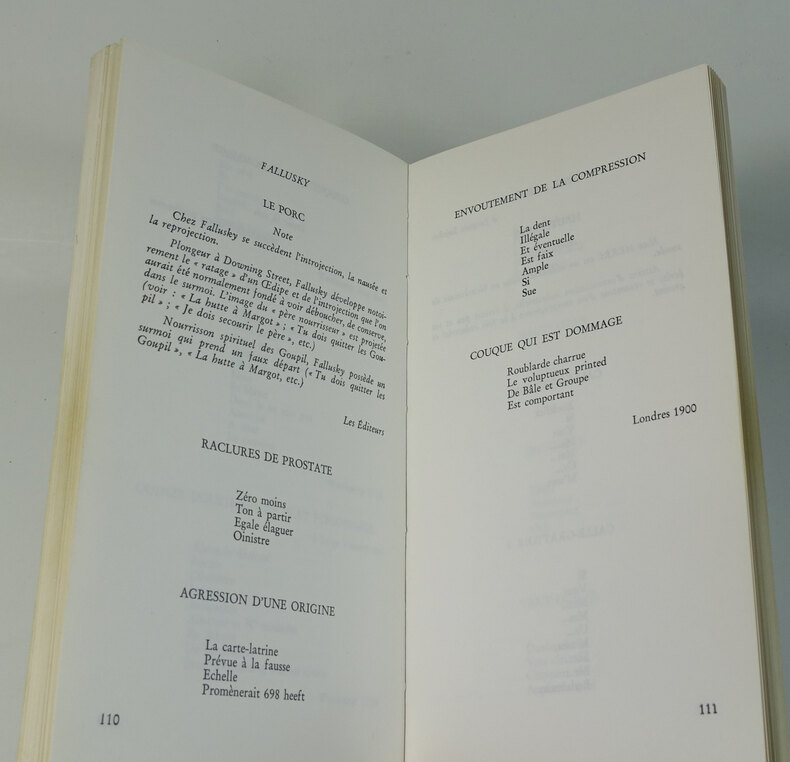 FALLUSKY
LE PORC
Note
Chez Fallusky se succèdent l'introjection, la nausée et
la reprojection.
Plongeur à Downing Street, Fallusky développe notoi-
rement le « ratage » d'un Œdipe et de l'introjection que l'on
aurait été normalement fondé à voir déboucher, de conserve,
dans le surmoi. L'image du « père nourrisseur » est projetée
(voir : « La hutte à Margot » ; « Tu dois quitter les Gou-
pil » ; « Je dois secourir le père », etc.)
Nourrisson spirituel des Goupil, Fallusky possède un
surmoi qui prend un faux départ (« Tu dois quitter les
Goupil », « La hutte à Margot, etc.)
Les Éditeurs
RACLURES DE PROSTATE
Zéro moins
Ton à partir
Egale élaguer
Oinistre
AGRESSION D'UNE ORIGINE
La carte-latrine
Prévue à la fausse
Echelle
Promènerait 698 heeft
110
ENVOUTEMENT DE LA COMPRESSION
La dent
Illégale
Et éventuelle
Est faix
Ample
Si
Sue
COUQUE QUI EST DOMMAGE
Roublarde charrue
Le voluptueux printed
De Bâle et Groupe
Est comportant
Londres 1900
111